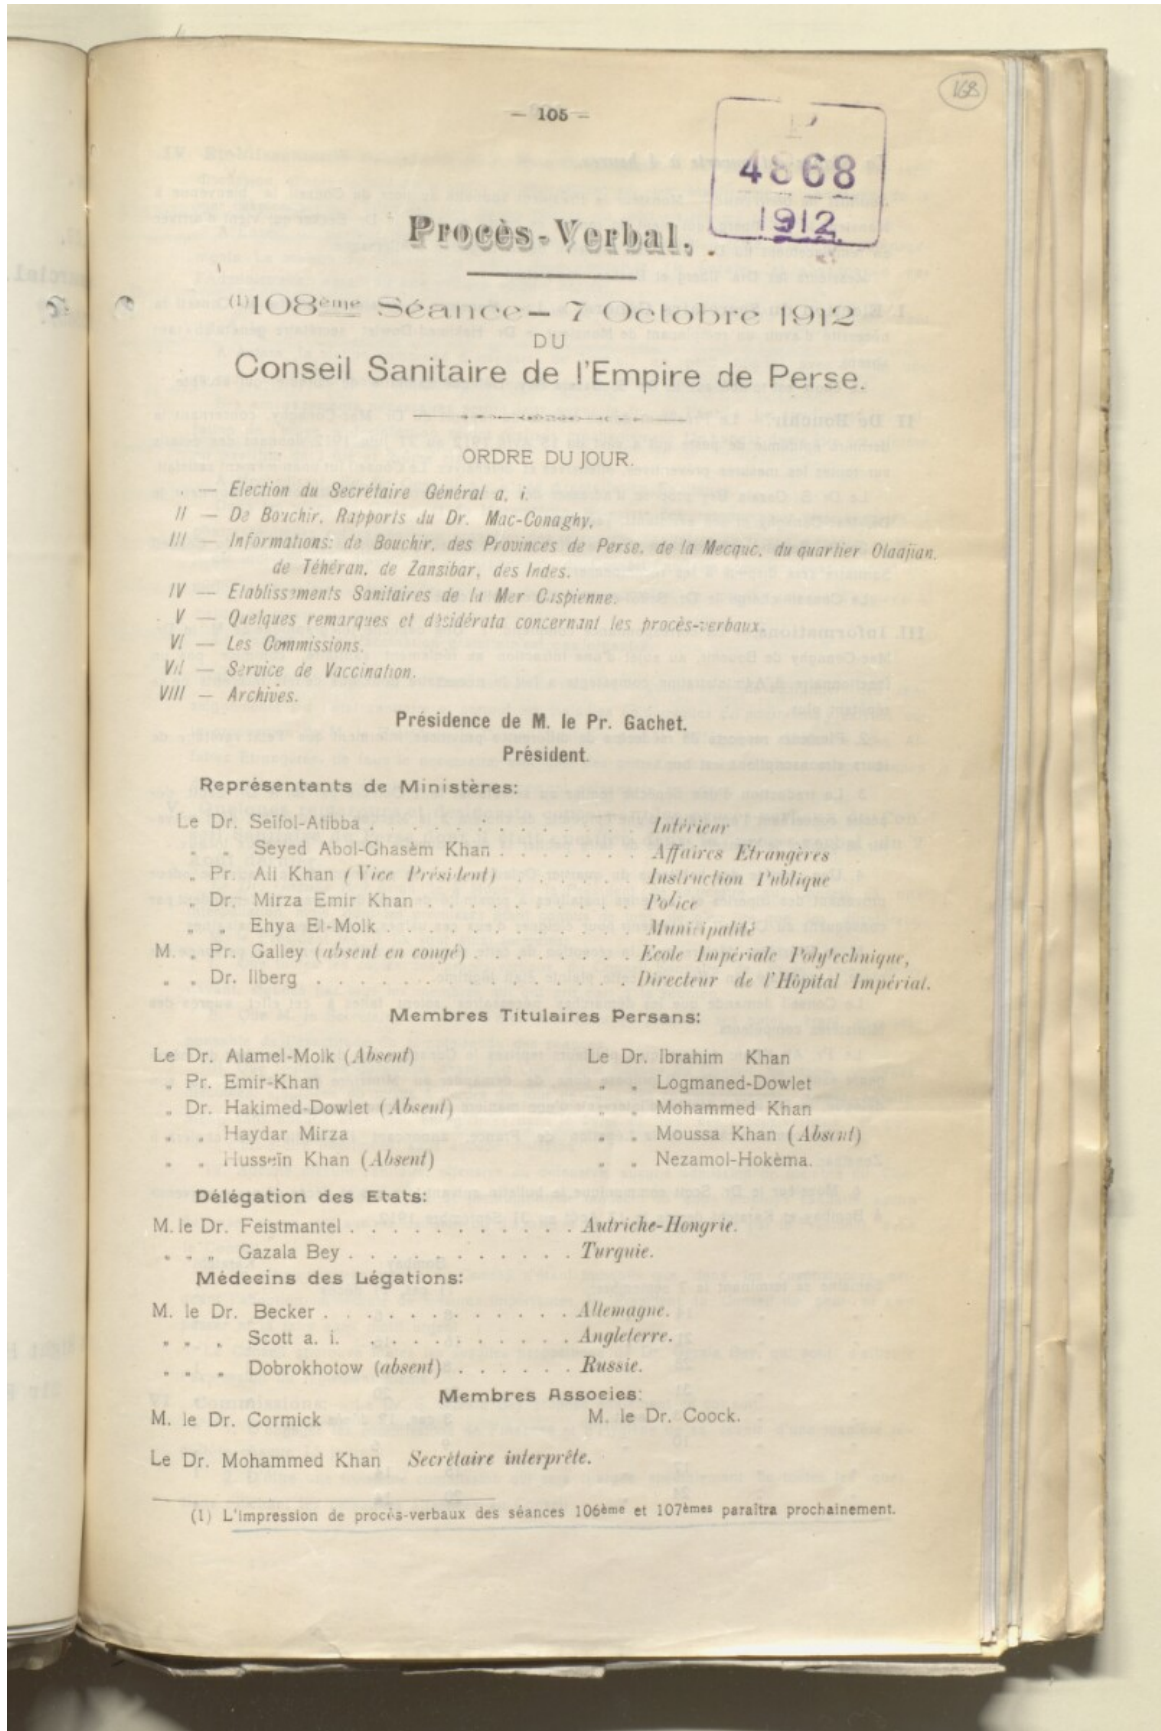 168
— 105 —
4868
1912
Procès-Verbal.
(1)108ème Séance — 7 Octobre 1912
DU
Conseil Sanitaire de l'Empire de Perse.
ORDRE DU JOUR.
— Election du Secrétaire Général a. i.
II — De Bouchir. Rapports du Dr. Mac-Conaghy.
III — Informations: de Bouchir, des Provinces de Perse, de la Mecque, du quartier Oladjian,
de Téhéran, de Zansibar, des Indes.
IV — Etablissements Sanitaires de la Mer Caspienne.
V — Quelques remarques et désidérata concernant les procès-verbaux.
VI — Les Commissions.
VII — Service de Vaccination.
VIII — Archives.
Présidence de M. le Pr. Gachet.
Président.
Représentants de Ministères:
Le Dr. Seïfol-Atibba . . . . . . . . . . . . . Intérieur
„ „ Seyed Abol-Ghasèm Khan . . . . . . . Affaires Etrangères
„ Pr. Ali Khan (Vice Président) . . . . . . Instruction Publique
„ Dr. Mirza Emir Khan . . . . . . . . . . Police
„ „ Ehya El-Molk . . . . . . . . . . . . Municipalité
M. „ Pr. Galley (absent en congé) . . . . . . . . Ecole Impériale Polytechnique,
„ „ Dr. Ilberg . . . . . . . . . . . . . . . Directeur de l'Hôpital Impérial.
Membres Titulaires Persans:
Le Dr. Alamel-Molk (Absent) Le Dr. Ibrahim Khan
„ Pr. Emir-Khan „ „ Logmaned-Dowlet
„ Dr. Hakimed-Dowlet (Absent) „ „ Mohammed Khan
„ „ Haydar Mirza „ „ Moussa Khan (Absent)
„ „ Husseïn Khan (Absent) „ „ Nezamol-Hokèma.
Délégation des Etats:
M. le Dr. Feistmantel . . . . . . . . . . . Autriche-Hongrie.
„ „ „ Gazala Bey . . . . . . . . . . . Turquie.
Médecins des Légations:
M. le Dr. Becker . . . . . . . . . . . . Allemagne.
„ „ „ Scott a. i. . . . . . . . . . . Angleterre.
„ „ „ Dobrokhotow (absent) . . . . . . Russie.
Membres Associes:
M. le Dr. Cormick M. le Dr. Coock.
Le Dr. Mohammed Khan Secrétaire interprête.
(1) L'impression de procès-verbaux des séances 106ème et 107èmes paraîtra prochainement.